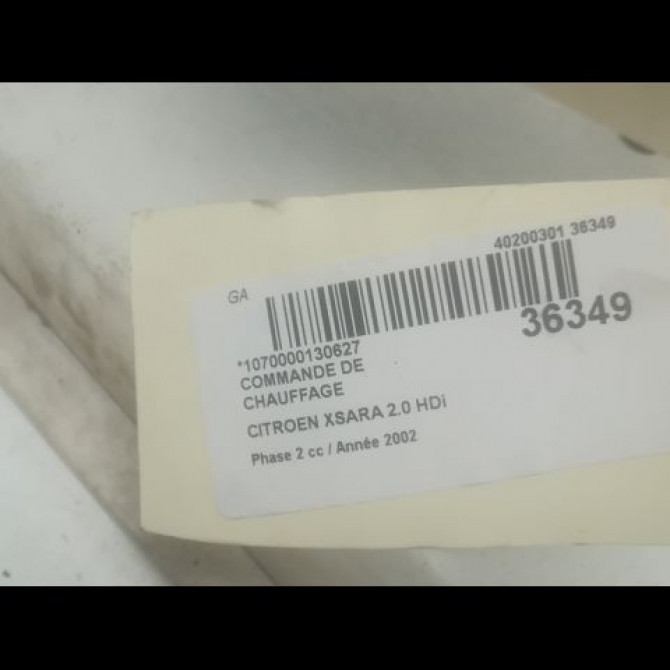 40200301 36349
GA
36349
*1070000130627
COMMANDE DE
CHAUFFAGE
CITROEN XSARA 2.0 HDi
Phase 2 cc / Année 2002